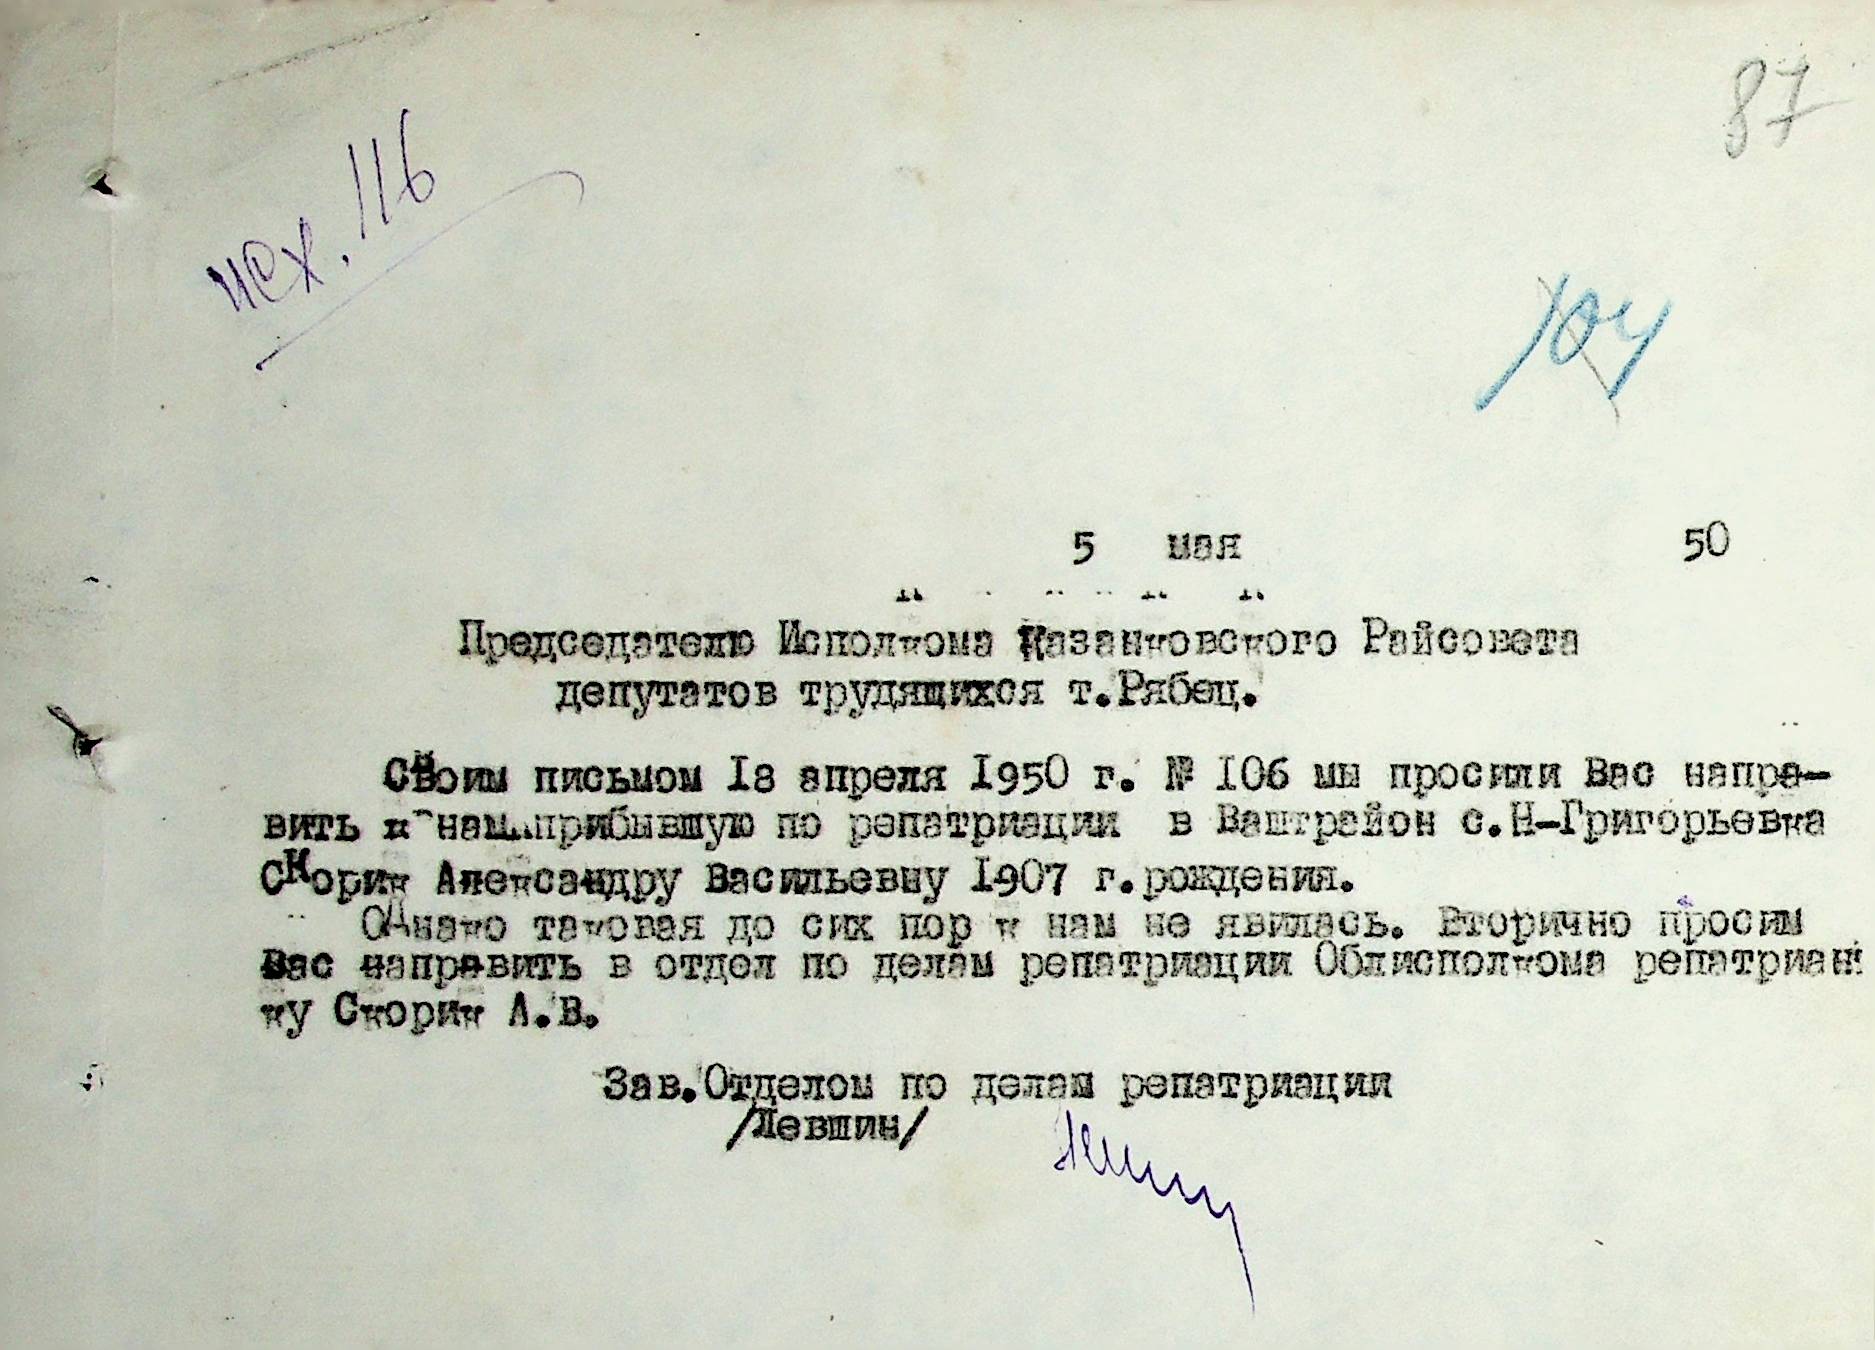 87
исх. 116
104
5 мая 50
Председателю Исполкома Казанковского Райсовета
депутатов трудящихся т.Рябец.
Своим письмом 18 апреля 1950 г. № 106 мы просили Вас напра-
вить к нам прибывшую по репатриации в Ваш район с.Н-Григорьевка
Скорик Александру Васильевну 1907 г.рождения.
Однако таковая до сих пор к нам не явилась. Вторично просим
Вас направить в отдел по делам репатриации Облисполкома репатриан
ку Скорик А.В.
Зав.Отделом по делам репатриации
/Левшин/